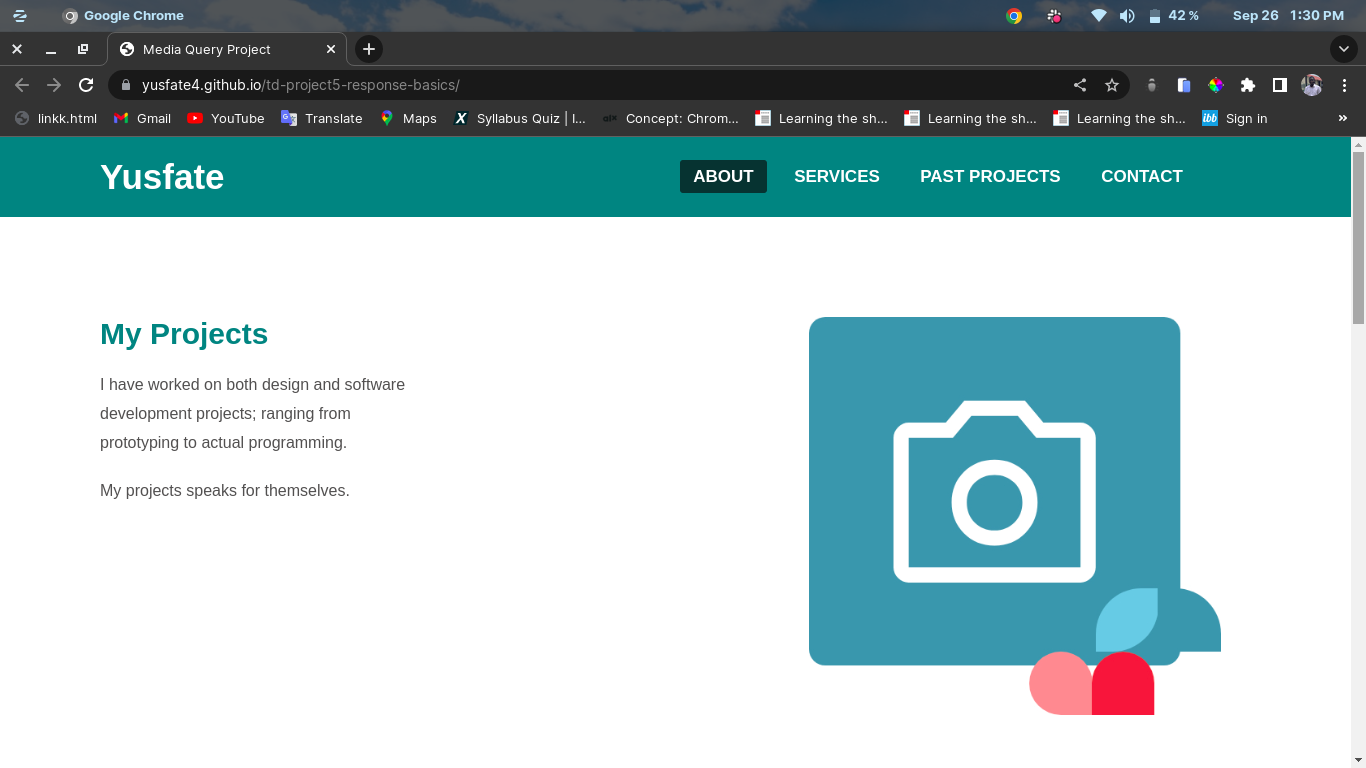 Google Chrome
42 %
Sep 26 1:30 PM
Media Query Project
yusfate4.github.io/td-project5-response-basics/
linkk.html
Gmail
YouTube
Translate
Maps
X
Syllabus Quiz | I...
olx
Concept: Chrom...
Learning the sh...
Learning the sh...
Learning the sh...
ibb
Sign in
»
Yusfate
ABOUT
SERVICES
PAST PROJECTS
CONTACT
My Projects
I have worked on both design and software
development projects; ranging from
prototyping to actual programming.
My projects speaks for themselves.